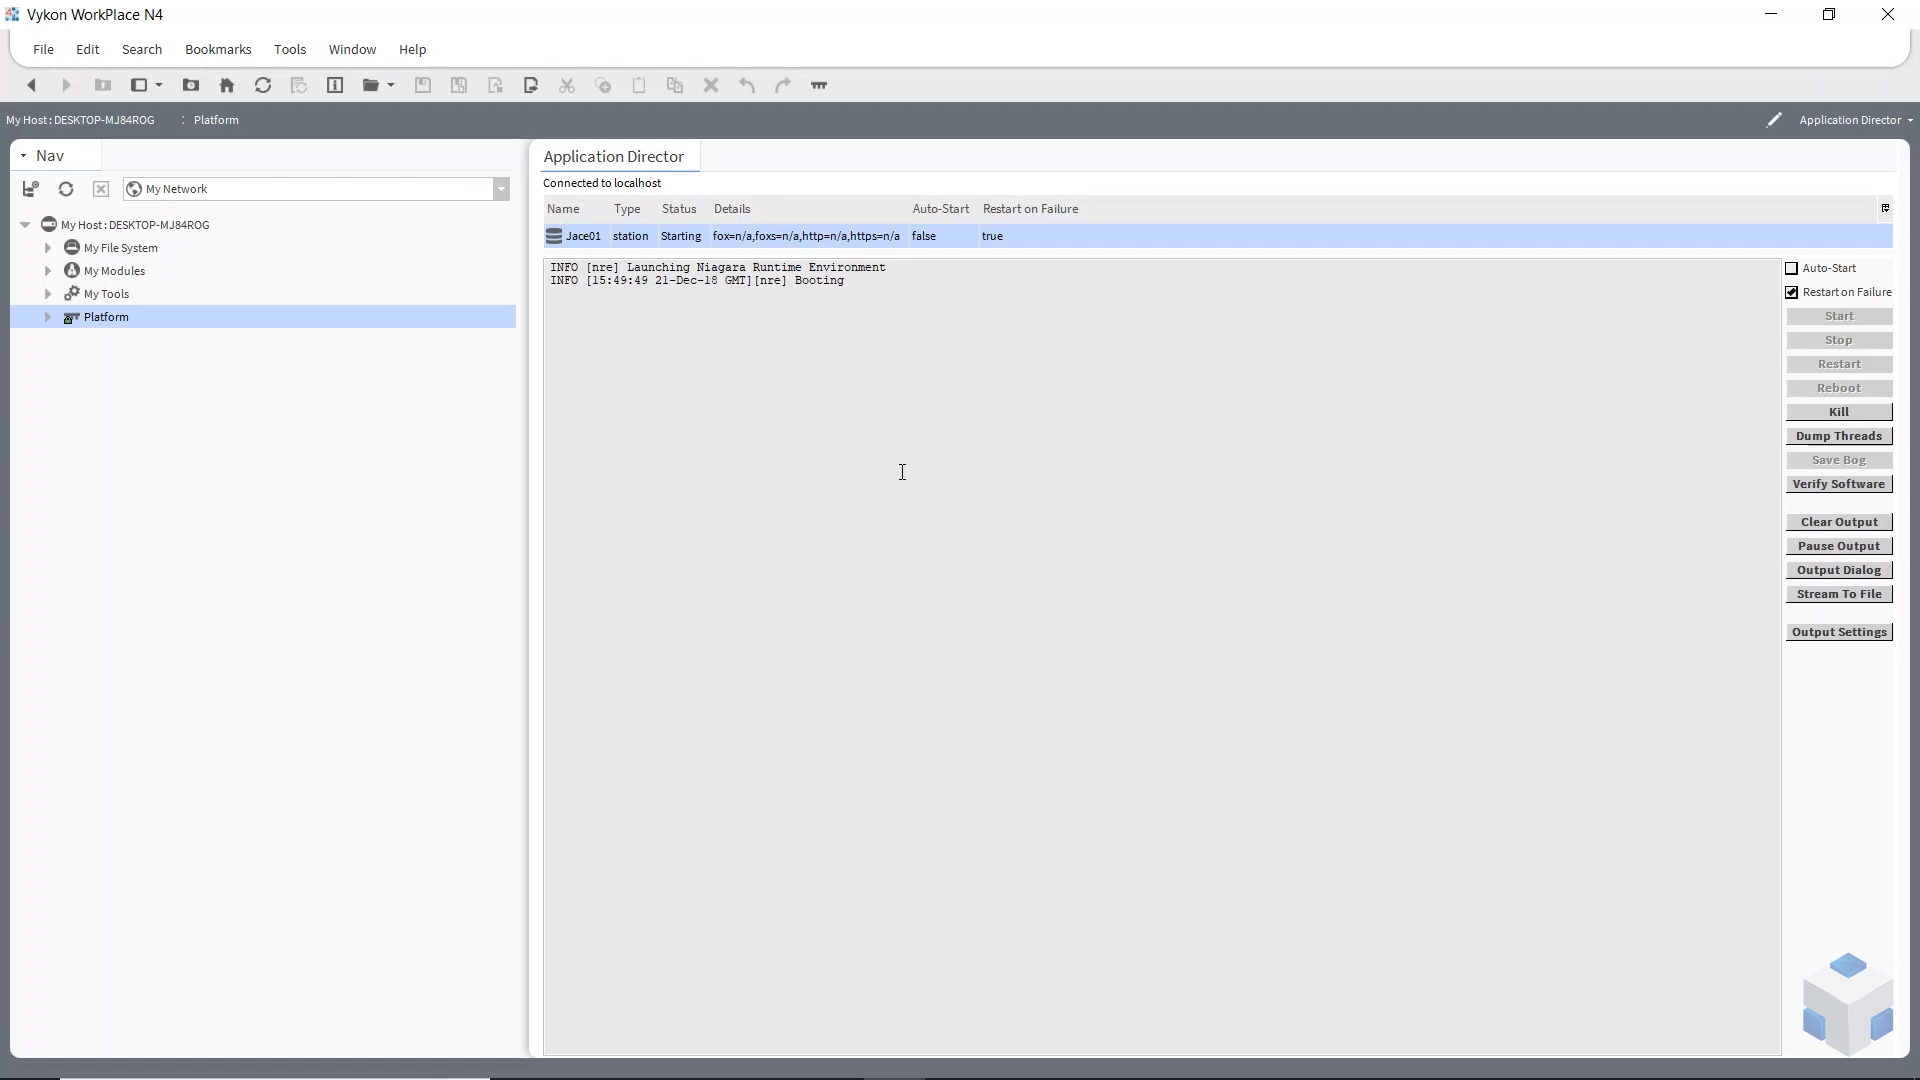 Vykon WorkPlace N4
File Edit Search Bookmarks Tools Window Help
My Host : DESKTOP-MJ84ROG : Platform
Application Director
Nav
My Network
My Host : DESKTOP-MJ84ROG
My File System
My Modules
My Tools
Platform
Application Director
Connected to localhost
Name Type Status Details Auto-Start Restart on Failure
Jace01 station Starting fox=n/a,foxs=n/a,http=n/a,https=n/a false true
INFO [nre] Launching Niagara Runtime Environment
INFO [15:49:49 21-Dec-18 GMT][nre] Booting
Auto-Start
Restart on Failure
Start
Stop
Restart
Reboot
Kill
Dump Threads
Save Bog
Verify Software
Clear Output
Pause Output
Output Dialog
Stream To File
Output Settings